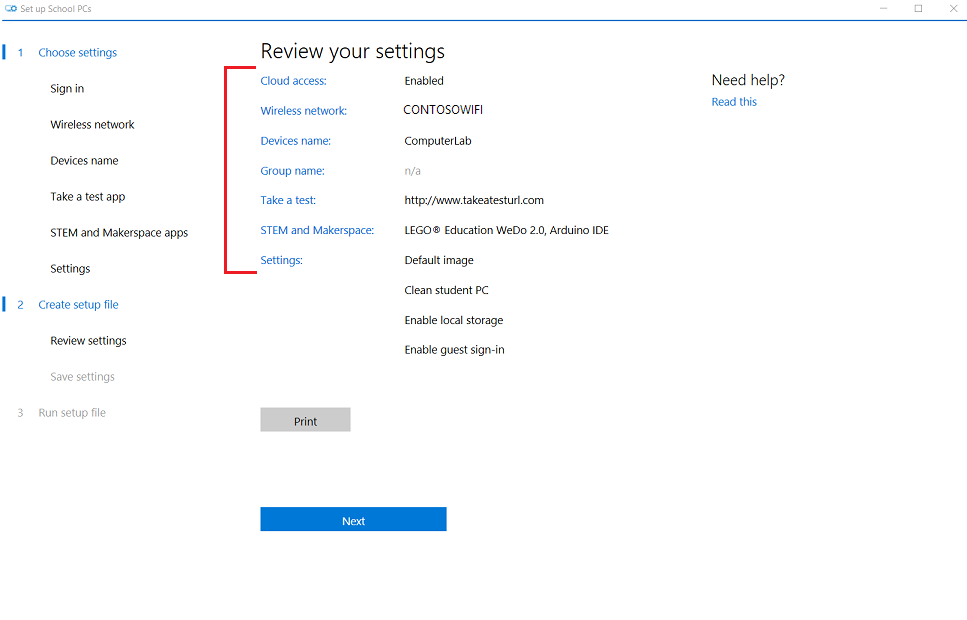 Set up School PCs
1 Choose settings
Sign in
Wireless network
Devices name
Take a test app
STEM and Makerspace apps
Settings
2 Create setup file
Review settings
Save settings
3 Run setup file
Review your settings
Cloud access: Enabled
Wireless network: CONTOSOWIFI
Devices name: ComputerLab
Group name: n/a
Take a test: http://www.takeatesturl.com
STEM and Makerspace: LEGO® Education WeDo 2.0, Arduino IDE
Settings: Default image
Clean student PC
Enable local storage
Enable guest sign-in
Print
Next
Need help?
Read this